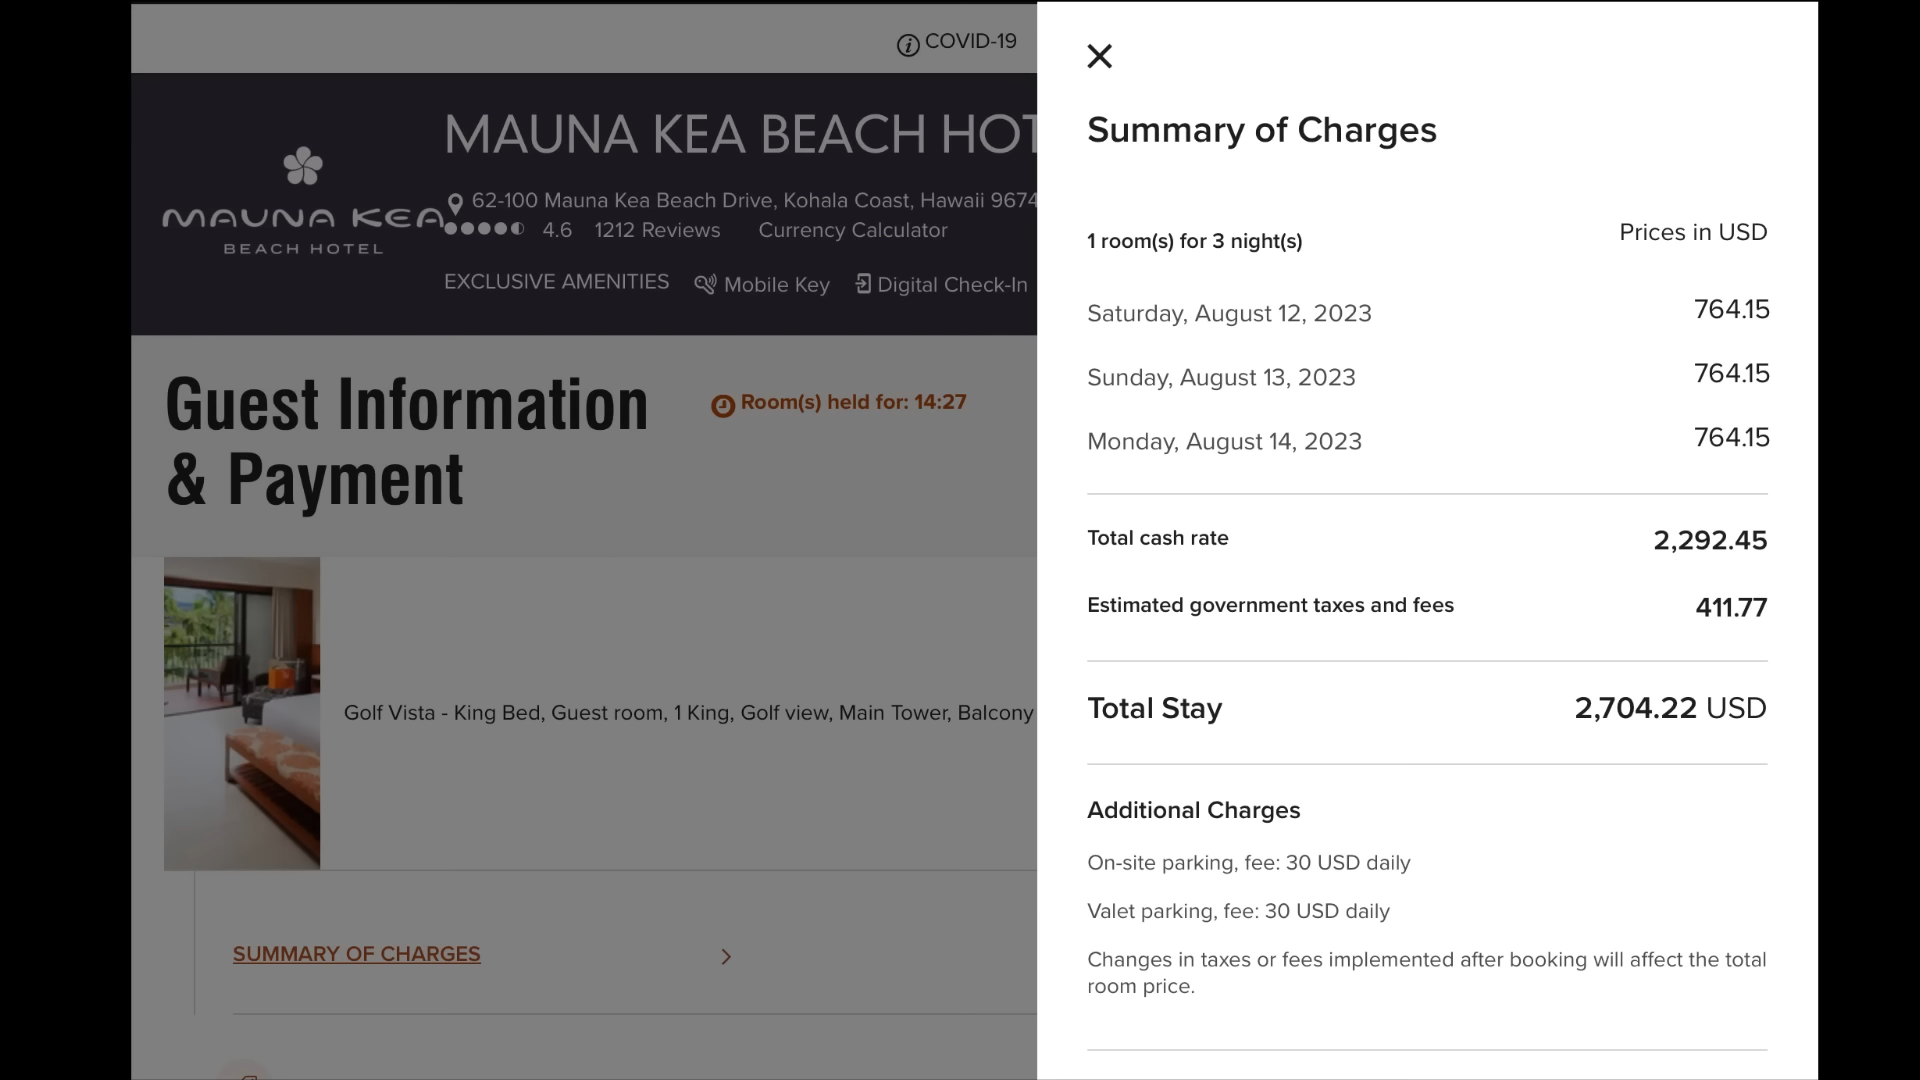 COVID-19
MAUNA KEA BEACH HOT
MAUNA KEA
BEACH HOTEL
62-100 Mauna Kea Beach Drive, Kohala Coast, Hawaii 9674
4.6 1212 Reviews Currency Calculator
EXCLUSIVE AMENITIES Mobile Key Digital Check-In
Guest Information
& Payment
Room(s) held for: 14:27
Golf Vista - King Bed, Guest room, 1 King, Golf view, Main Tower, Balcony
SUMMARY OF CHARGES
Summary of Charges
1 room(s) for 3 night(s) Prices in USD
Saturday, August 12, 2023 764.15
Sunday, August 13, 2023 764.15
Monday, August 14, 2023 764.15
Total cash rate 2,292.45
Estimated government taxes and fees 411.77
Total Stay 2,704.22 USD
Additional Charges
On-site parking, fee: 30 USD daily
Valet parking, fee: 30 USD daily
Changes in taxes or fees implemented after booking will affect the total
room price.